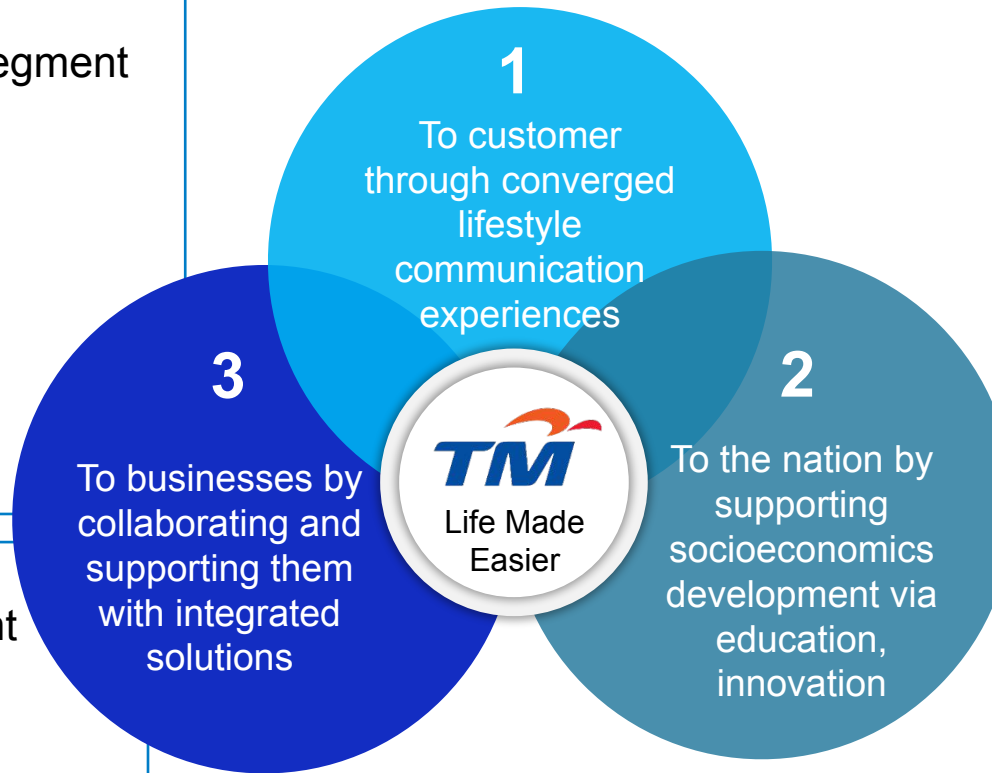 egment
1
To customer
through converged
lifestyle
communication
experiences
3
To businesses by
collaborating and
supporting them
with integrated
solutions
TM
Life Made
Easier
2
To the nation by
supporting
socioeconomics
development via
education,
innovation
nt